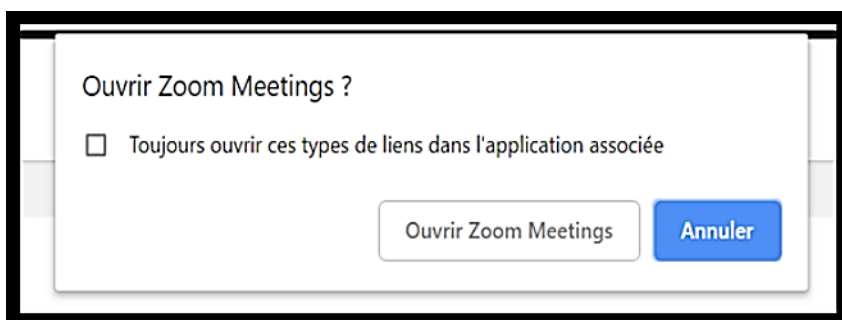 Ouvrir Zoom Meetings ?
Toujours ouvrir ces types de liens dans l'application associée
Ouvrir Zoom Meetings
Annuler